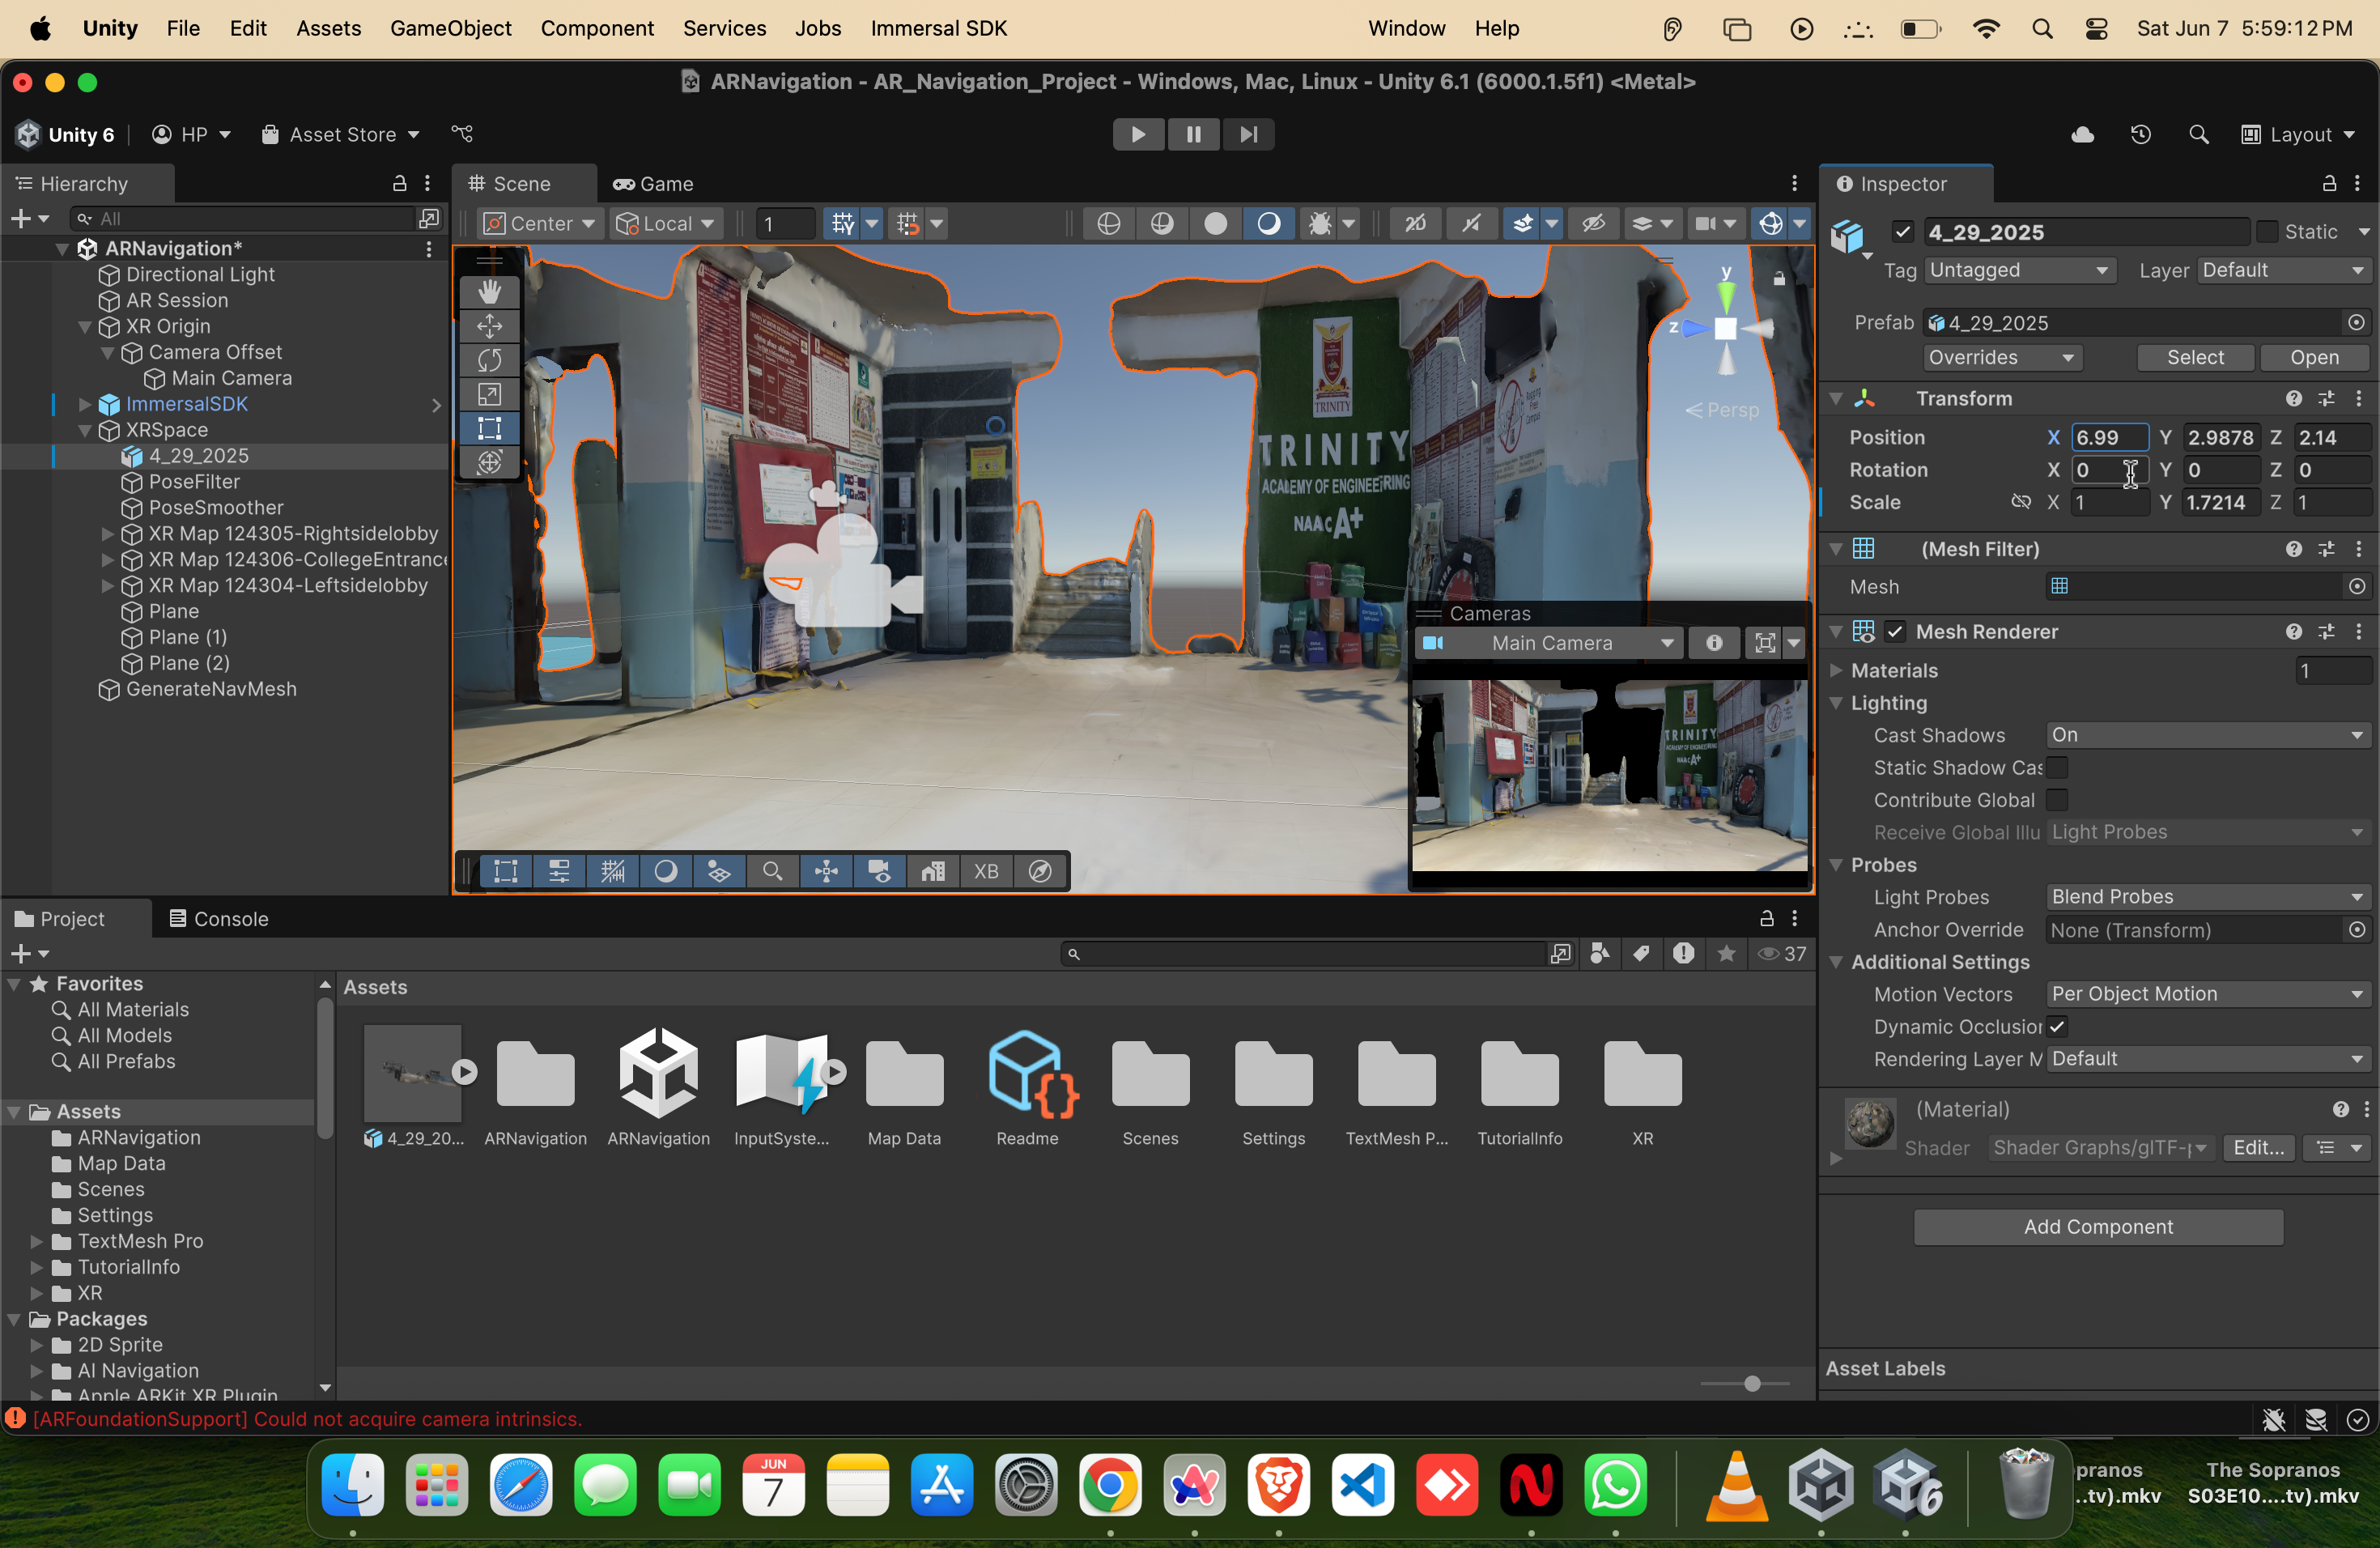 Unity File Edit Assets GameObject Component Services Jobs Immersal SDK Window Help Sat Jun 7 5:59:12 PM
ARNavigation - AR_Navigation_Project - Windows, Mac, Linux - Unity 6.1 (6000.1.5f1) <Metal>
Unity 6 HP Asset Store Layout
Hierarchy
All
ARNavigation*
Directional Light
AR Session
XR Origin
Camera Offset
Main Camera
ImmersalSDK
XRSpace
4_29_2025
PoseFilter
PoseSmoother
XR Map 124305-Rightsidelobby
XR Map 124306-CollegeEntrance
XR Map 124304-Leftsidelobby
Plane
Plane (1)
Plane (2)
GenerateNavMesh
Scene Game
Center Local 1 2D
y
z
Persp
TRINITY
TRINITY
ACADEMY OF ENGINEERING
NAAC A+
Cameras
Main Camera
TRINITY
ACADEMY OF ENGINEERING
NAAC A+
XB
Inspector
4_29_2025 Static
Tag Untagged Layer Default
Prefab 4_29_2025
Overrides Select Open
Transform
Position X 6.99 Y 2.9878 Z 2.14
Rotation X 0 Y 0 Z 0
Scale X 1 Y 1.7214 Z 1
(Mesh Filter)
Mesh
Mesh Renderer
Materials 1
Lighting
Cast Shadows On
Static Shadow Cas
Contribute Global
Receive Global Illu Light Probes
Probes
Light Probes Blend Probes
Anchor Override None (Transform)
Additional Settings
Motion Vectors Per Object Motion
Dynamic Occlusion
Rendering Layer M Default
(Material)
Shader Shader Graphs/glTF-p Edit...
Add Component
Asset Labels
Project Console
37
Favorites
All Materials
All Models
All Prefabs
Assets
ARNavigation
Map Data
Scenes
Settings
TextMesh Pro
TutorialInfo
XR
Packages
2D Sprite
AI Navigation
Apple ARKit XR Plugin
Assets
4_29_20... ARNavigation ARNavigation InputSyste... Map Data Readme Scenes Settings TextMesh P... TutorialInfo XR
[ARFoundationSupport] Could not acquire camera intrinsics.
JUN
7
6
pranos
..tv).mkv
The Sopranos
S03E10....tv).mkv